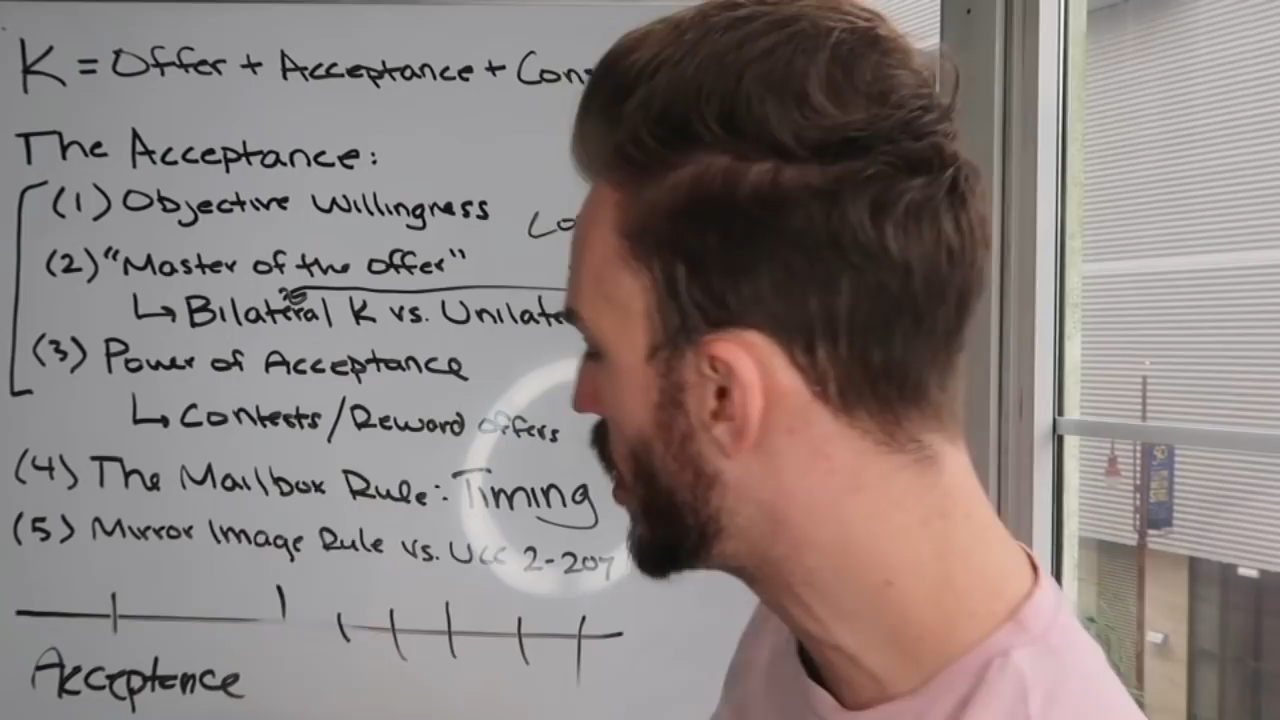 K = Offer + Acceptance + Con
The Acceptance:
(1) Objective Willingness
(2) "Master of the offer"
↳ Bilateral K vs. Unilate
(3) Power of Acceptance
↳ Contests/Reward offers
(4) The Mailbox Rule: Timing
(5) Mirror Image Rule vs. UCC 2-207
Acceptance